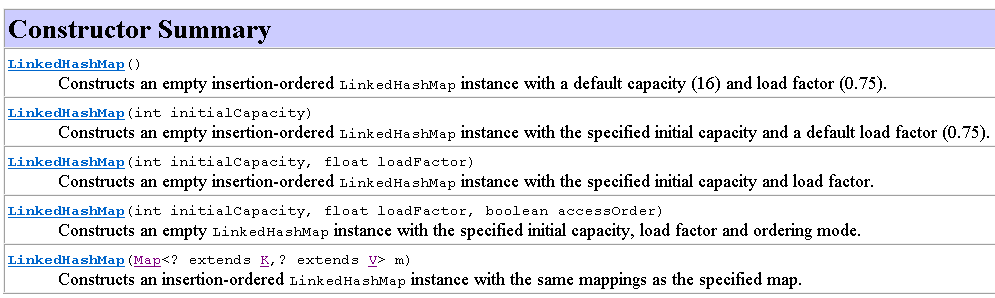 Constructor Summary
LinkedHashMap()
Constructs an empty insertion-ordered LinkedHashMap instance with a default capacity (16) and load factor (0.75).
LinkedHashMap(int initialCapacity)
Constructs an empty insertion-ordered LinkedHashMap instance with the specified initial capacity and a default load factor (0.75).
LinkedHashMap(int initialCapacity, float loadFactor)
Constructs an empty insertion-ordered LinkedHashMap instance with the specified initial capacity and load factor.
LinkedHashMap(int initialCapacity, float loadFactor, boolean accessOrder)
Constructs an empty LinkedHashMap instance with the specified initial capacity, load factor and ordering mode.
LinkedHashMap(Map<? extends K,? extends V> m)
Constructs an insertion-ordered LinkedHashMap instance with the same mappings as the specified map.